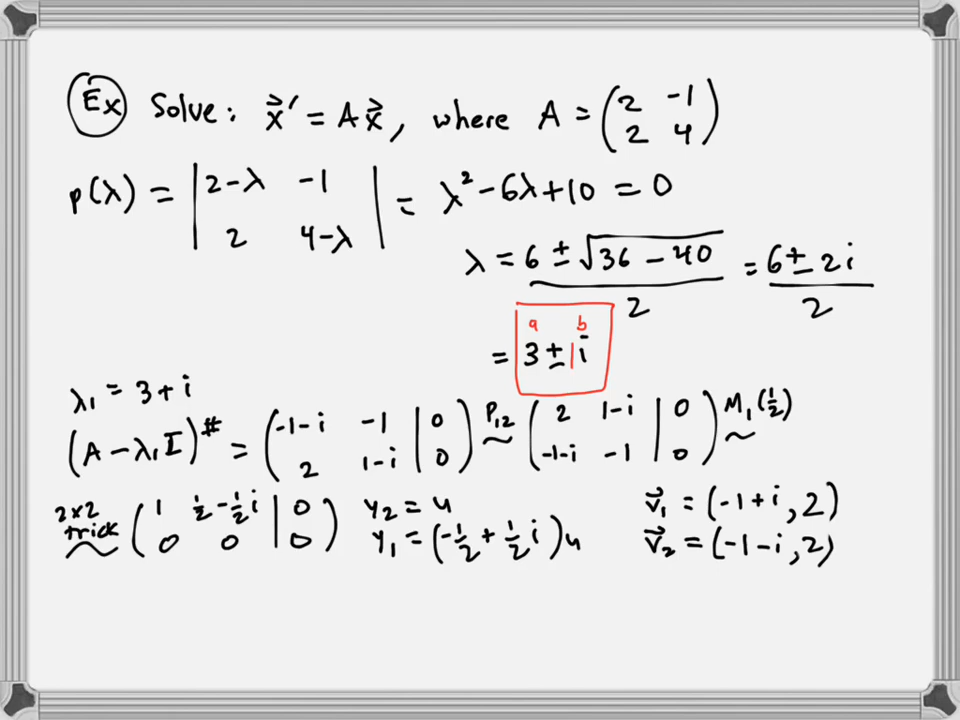 Ex Solve: x⃗' = Ax⃗, where A = (2 -1
2 4)
p(λ) = |2-λ -1
2 4-λ| = λ² - 6λ + 10 = 0
λ = 6 ± √36 - 40 / 2 = 6 ± 2i / 2
a b
= 3 ± 1i
λ₁ = 3 + i
(A - λ₁I)^# = (-1-i -1 | 0
2 1-i | 0) P₁₂ ~ (2 1-i | 0
-1-i -1 | 0) M₁(½) ~
2x2 trick ~ (1 ½-½i | 0
0 0 | 0)
y₂ = u
y₁ = (-½ + ½i)u
v⃗₁ = (-1+i, 2)
v⃗₂ = (-1-i, 2)